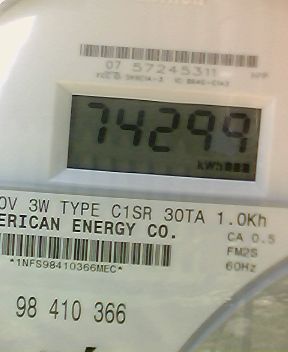 07 57245311
74299
kWh
0V 3W TYPE C1SR 30TA 1.0Kh
ERICAN ENERGY CO.
CA 0.5
FM2S
60Hz
*1NFS98410366MEC*
98 410 366